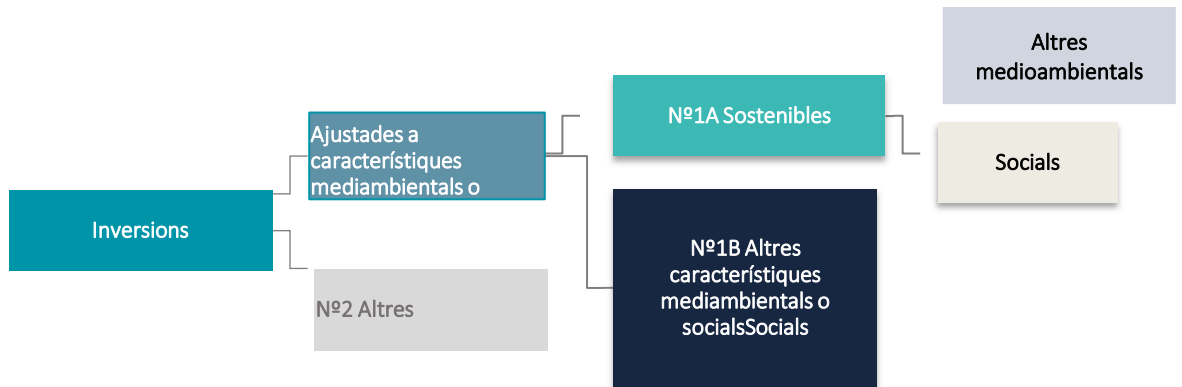 Inversions
Ajustades a
característiques
mediambientals o
Nº2 Altres
Nº1A Sostenibles
Nº1B Altres
característiques
mediambientals o
socialsSocials
Altres
medioambientals
Socials